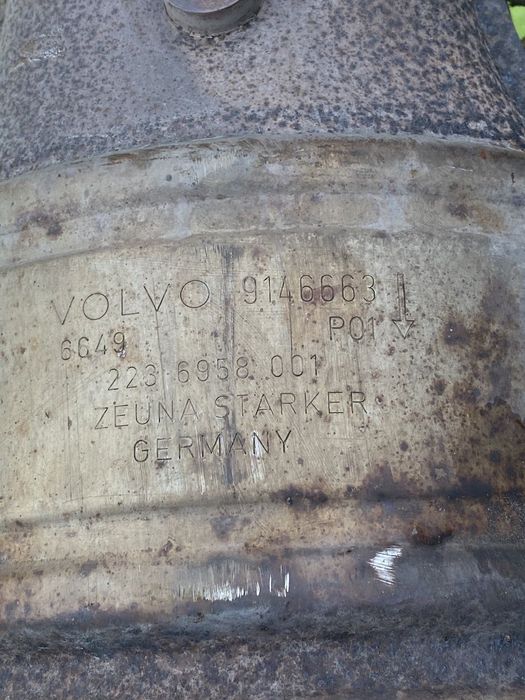 VOLVO 9146663
6649 P01
223 6958 001
ZEUNA STARKER
GERMANY